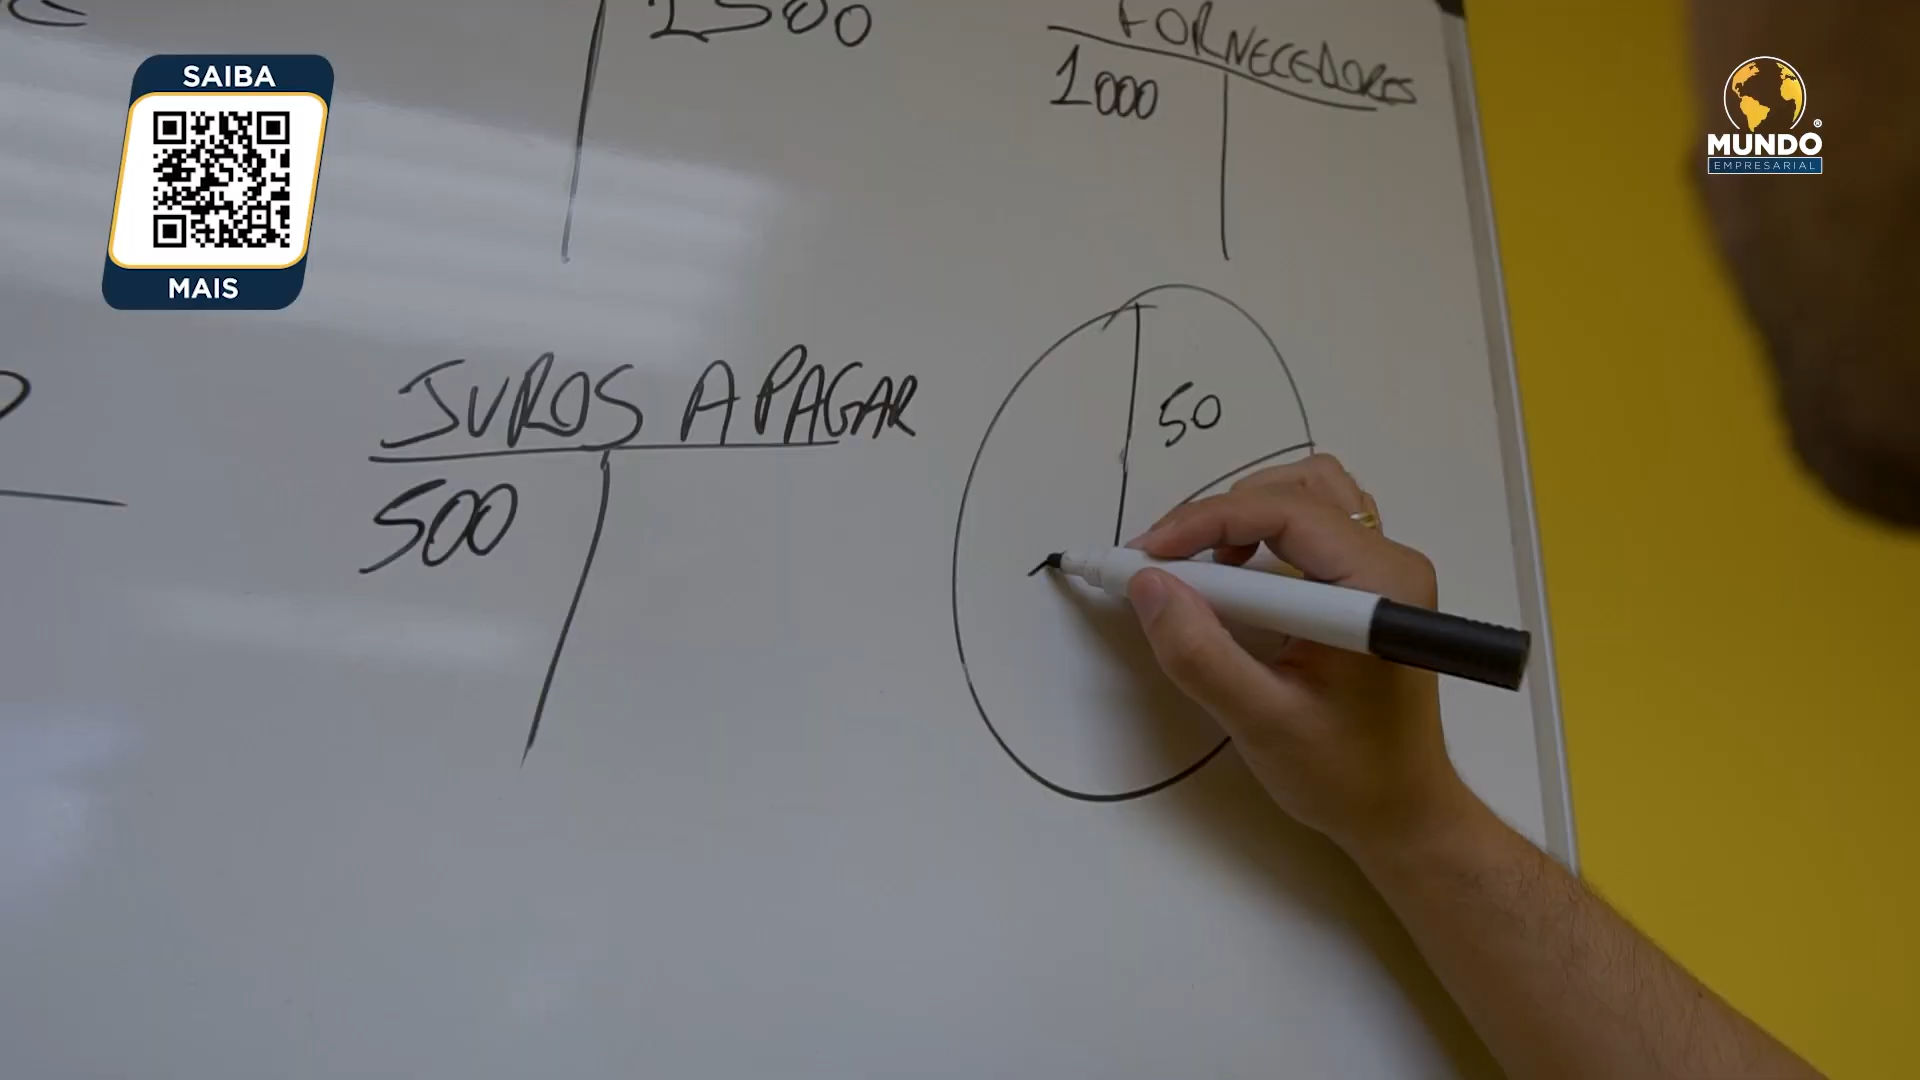 SAIBA
MAIS
1500
FORNECEDORES
1000
MUNDO®
EMPRESARIAL
JUROS A PAGAR
500
50